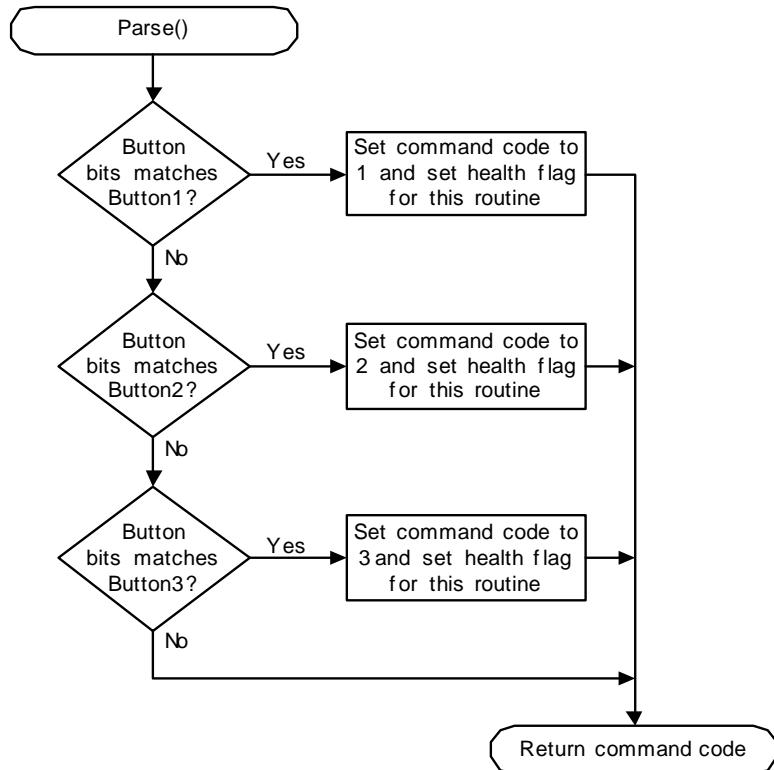 Parse()
Button
bits matches
Button1?
Yes
Set command code to
1 and set health flag
for this routine
No
Button
bits matches
Button2?
Yes
Set command code to
2 and set health flag
for this routine
No
Button
bits matches
Button3?
Yes
Set command code to
3 and set health flag
for this routine
No
Return command code